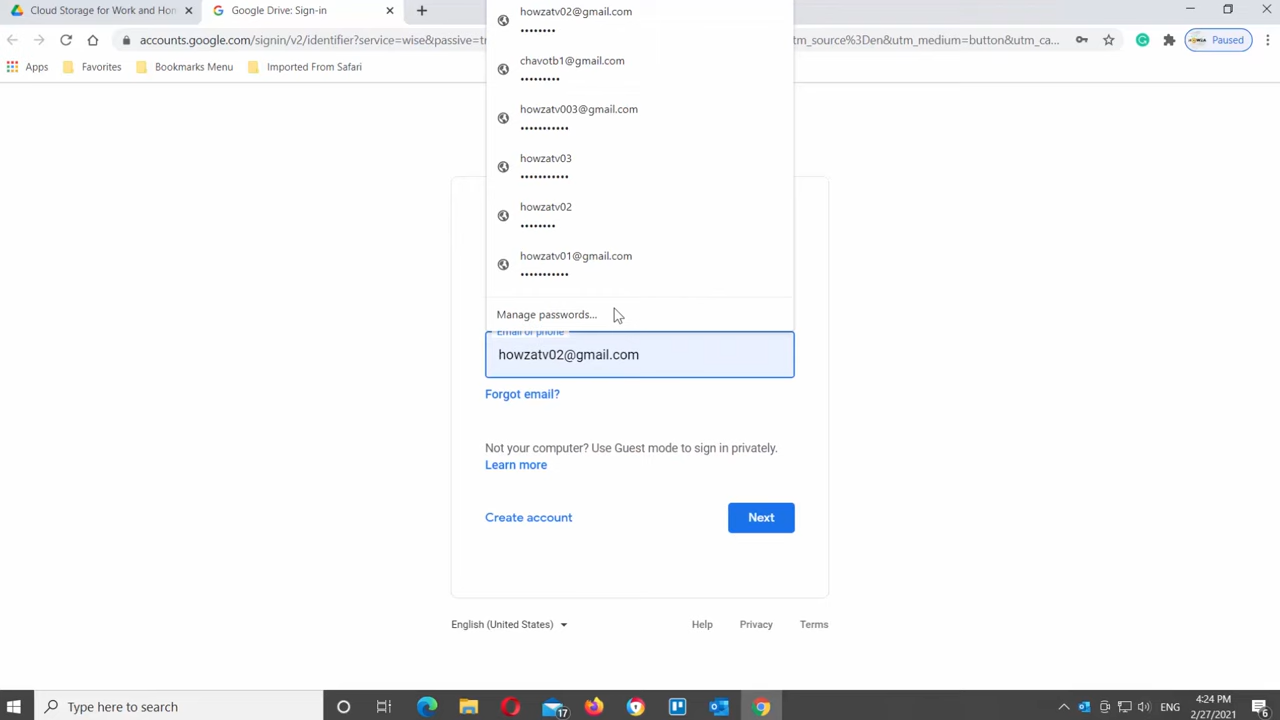 Cloud Storage for Work and Hom
Google Drive: Sign-in
accounts.google.com/signin/v2/identifier?service=wise&passive=tr
tm_source%3Den&utm_medium=button&utm_ca...
Paused
Apps
Favorites
Bookmarks Menu
Imported From Safari
howzatv02@gmail.com
••••••••
chavotb1@gmail.com
•••••••••
howzatv003@gmail.com
•••••••••••
howzatv03
•••••••••••
howzatv02
••••••••
howzatv01@gmail.com
•••••••••••
Manage passwords...
Email or phone
howzatv02@gmail.com
Forgot email?
Not your computer? Use Guest mode to sign in privately.
Learn more
Create account
Next
English (United States)
Help
Privacy
Terms
Type here to search
17
ENG
4:24 PM
2/27/2021
6